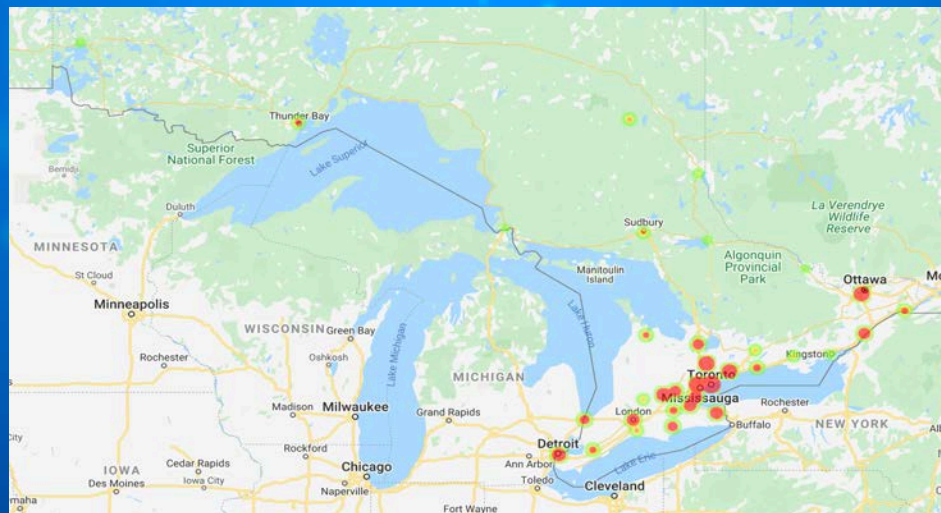 Thunder Bay
Superior
National Forest
Lake Superior
Bemidji
Duluth
Sudbury
La Verendrye
Wildlife
Reserve
MINNESOTA
Algonquin
Provincial
Park
Manitoulin
Island
Ottawa
Mo
St Cloud
Minneapolis
WISCONSIN
Green Bay
Lake Michigan
Lake Huron
Oshkosh
Kingston
Rochester
MICHIGAN
Toronto
Mississauga
Madison
Milwaukee
Grand Rapids
London
Rochester
Buffalo
NEW YORK
City
Rockford
Detroit
Lake Erie
Ann Arbor
IOWA
Cedar Rapids
Iowa City
Chicago
Toledo
Cleveland
Des Moines
Naperville
maha
Fort Wayne